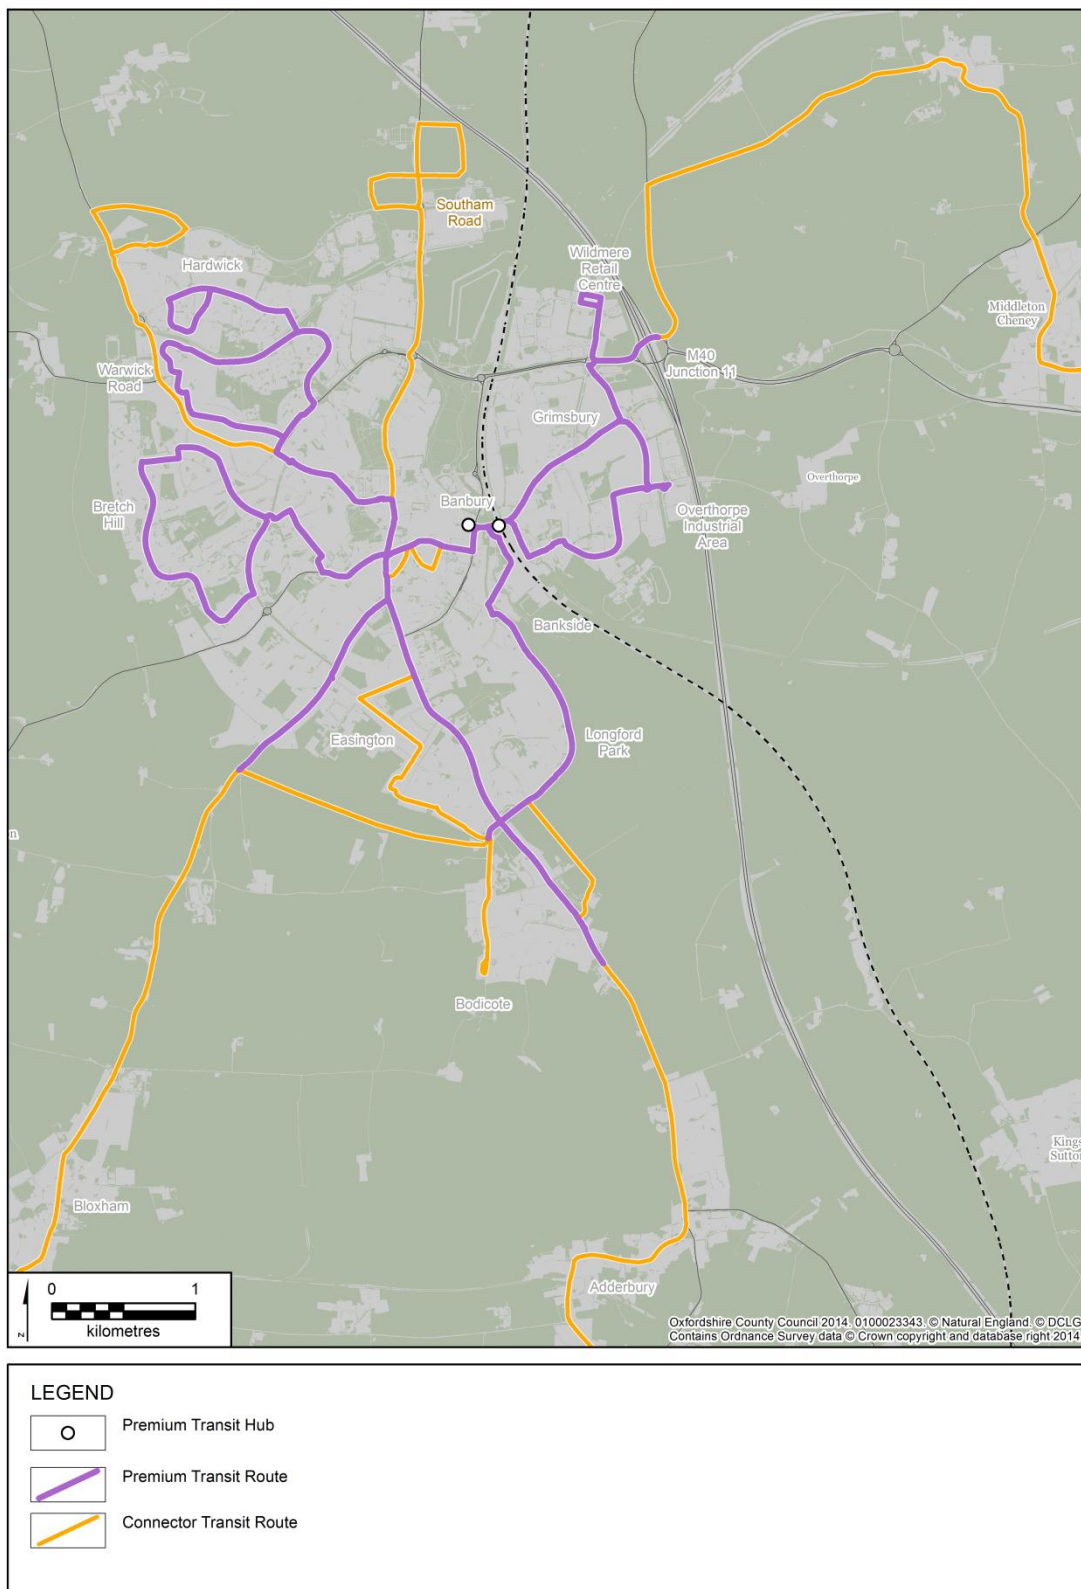 Southam
Road
Hardwick
Wildmere
Retail
Centre
Middleton
Cheney
Warwick
Road
M40
Junction 11
Grimsbury
Overthorpe
Bretch
Hill
Banbury
Overthorpe
Industrial
Area
Bankside
Easington
Longford
Park
n
Bodicote
Kings
Sutton
Bloxham
Adderbury
0 1
kilometres
z
Oxfordshire County Council 2014. 0100023343. © Natural England. © DCLG
Contains Ordnance Survey data © Crown copyright and database right 2014
LEGEND
Premium Transit Hub
Premium Transit Route
Connector Transit Route